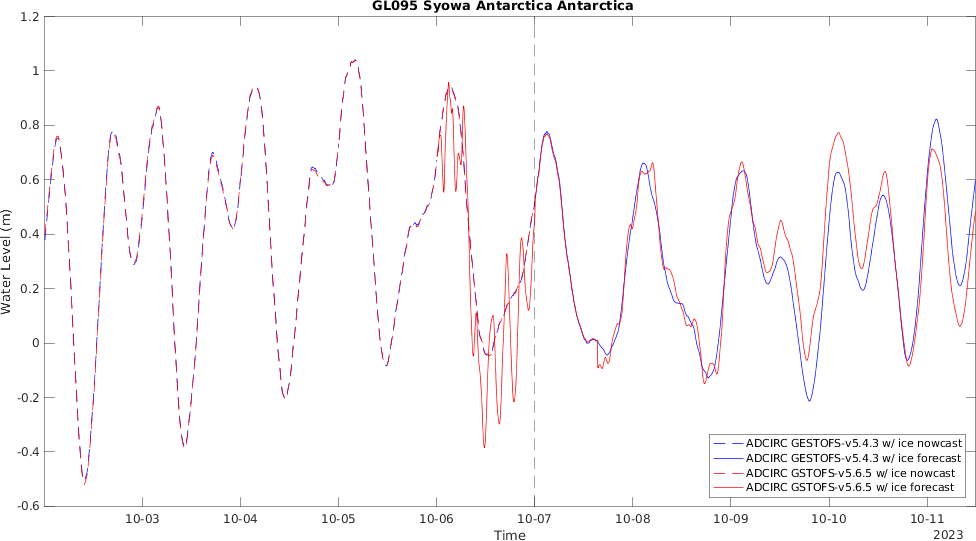 GL095 Syowa Antarctica Antarctica
1.2
1
0.8
0.6
0.4
0.2
0
-0.2
-0.4
-0.6
Water Level (m)
ADCIRC GESTOFS-v5.4.3 w/ ice nowcast
ADCIRC GESTOFS-v5.4.3 w/ ice forecast
ADCIRC GSTOFS-v5.6.5 w/ ice nowcast
ADCIRC GSTOFS-v5.6.5 w/ ice forecast
10-03 10-04 10-05 10-06 10-07 10-08 10-09 10-10 10-11
Time
2023